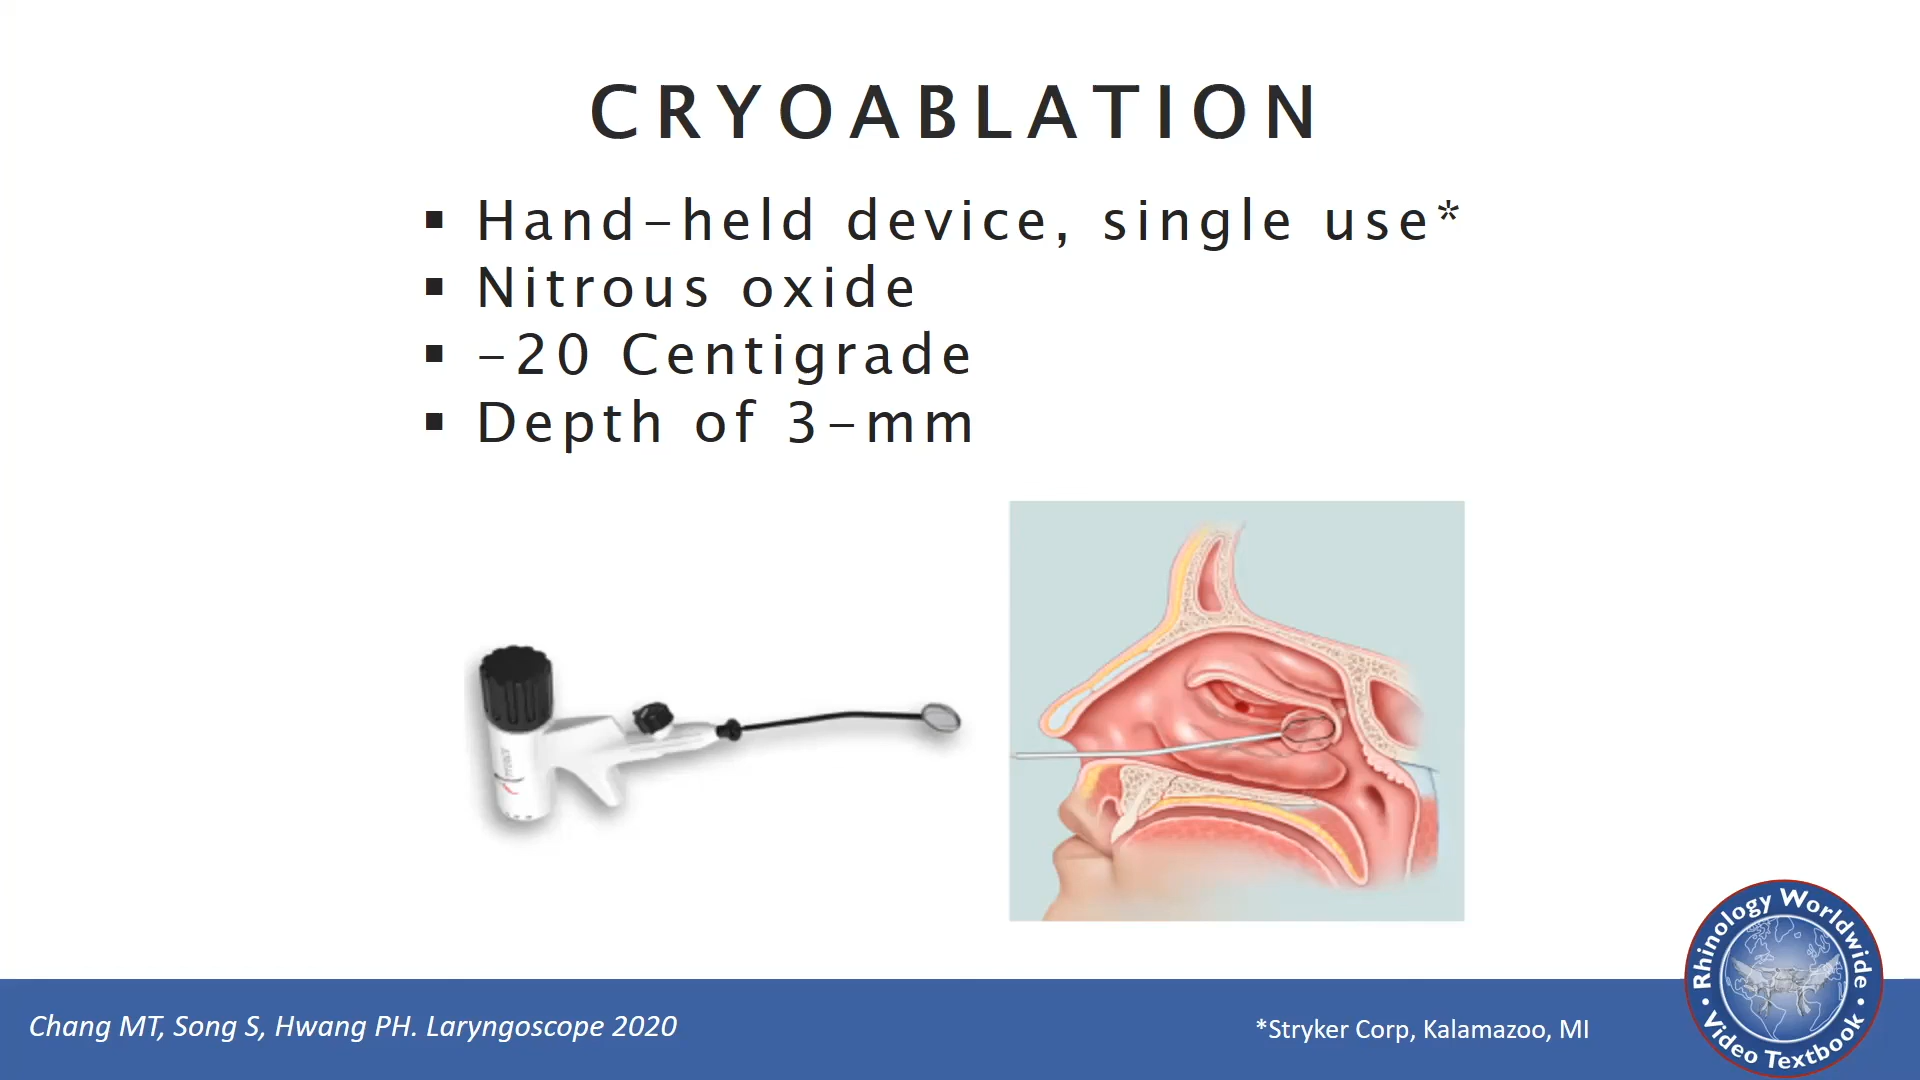 CRYOABLATION
▪ Hand-held device, single use*
▪ Nitrous oxide
▪ -20 Centigrade
▪ Depth of 3-mm
Chang MT, Song S, Hwang PH. Laryngoscope 2020
*Stryker Corp, Kalamazoo, MI
Rhinology Worldwide
• Video Textbook •